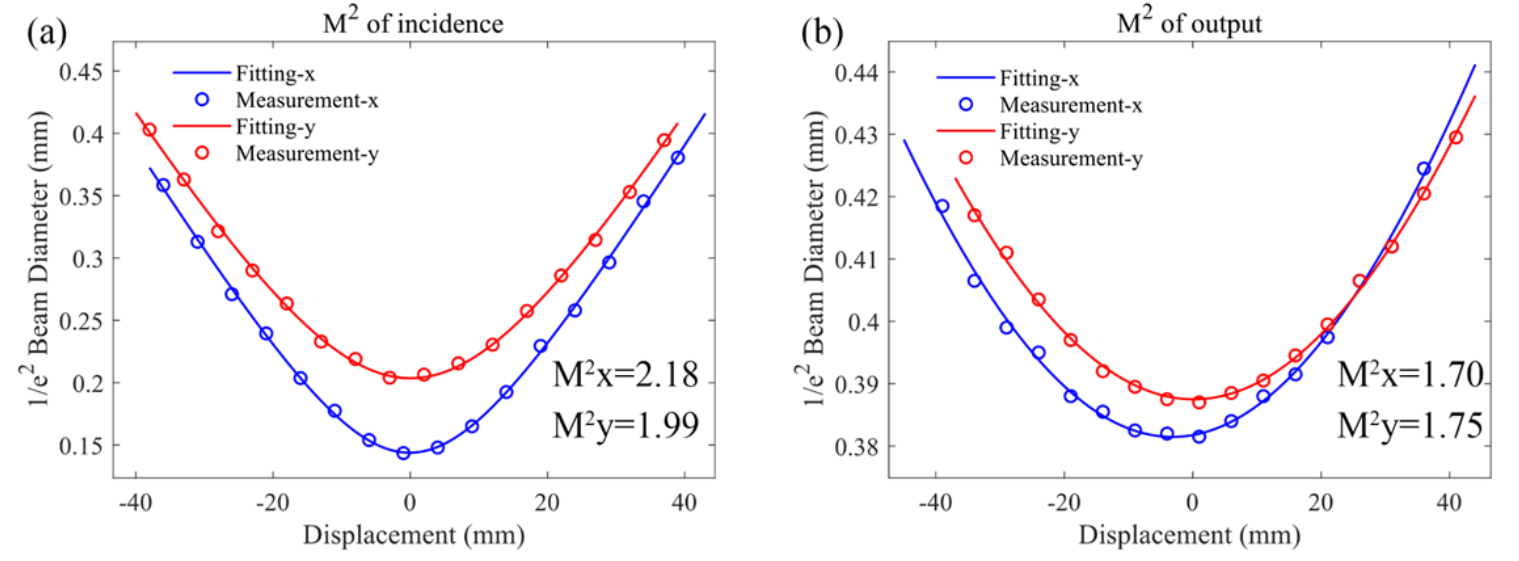 (a)
M² of incidence
0.45
0.4
0.35
0.3
0.25
0.2
0.15
1/e² Beam Diameter (mm)
Fitting-x
Measurement-x
Fitting-y
Measurement-y
M²x=2.18
M²y=1.99
-40
-20
0
20
40
Displacement (mm)
(b)
M² of output
0.44
0.43
0.42
0.41
0.4
0.39
0.38
1/e² Beam Diameter (mm)
Fitting-x
Measurement-x
Fitting-y
Measurement-y
M²x=1.70
M²y=1.75
-40
-20
0
20
40
Displacement (mm)